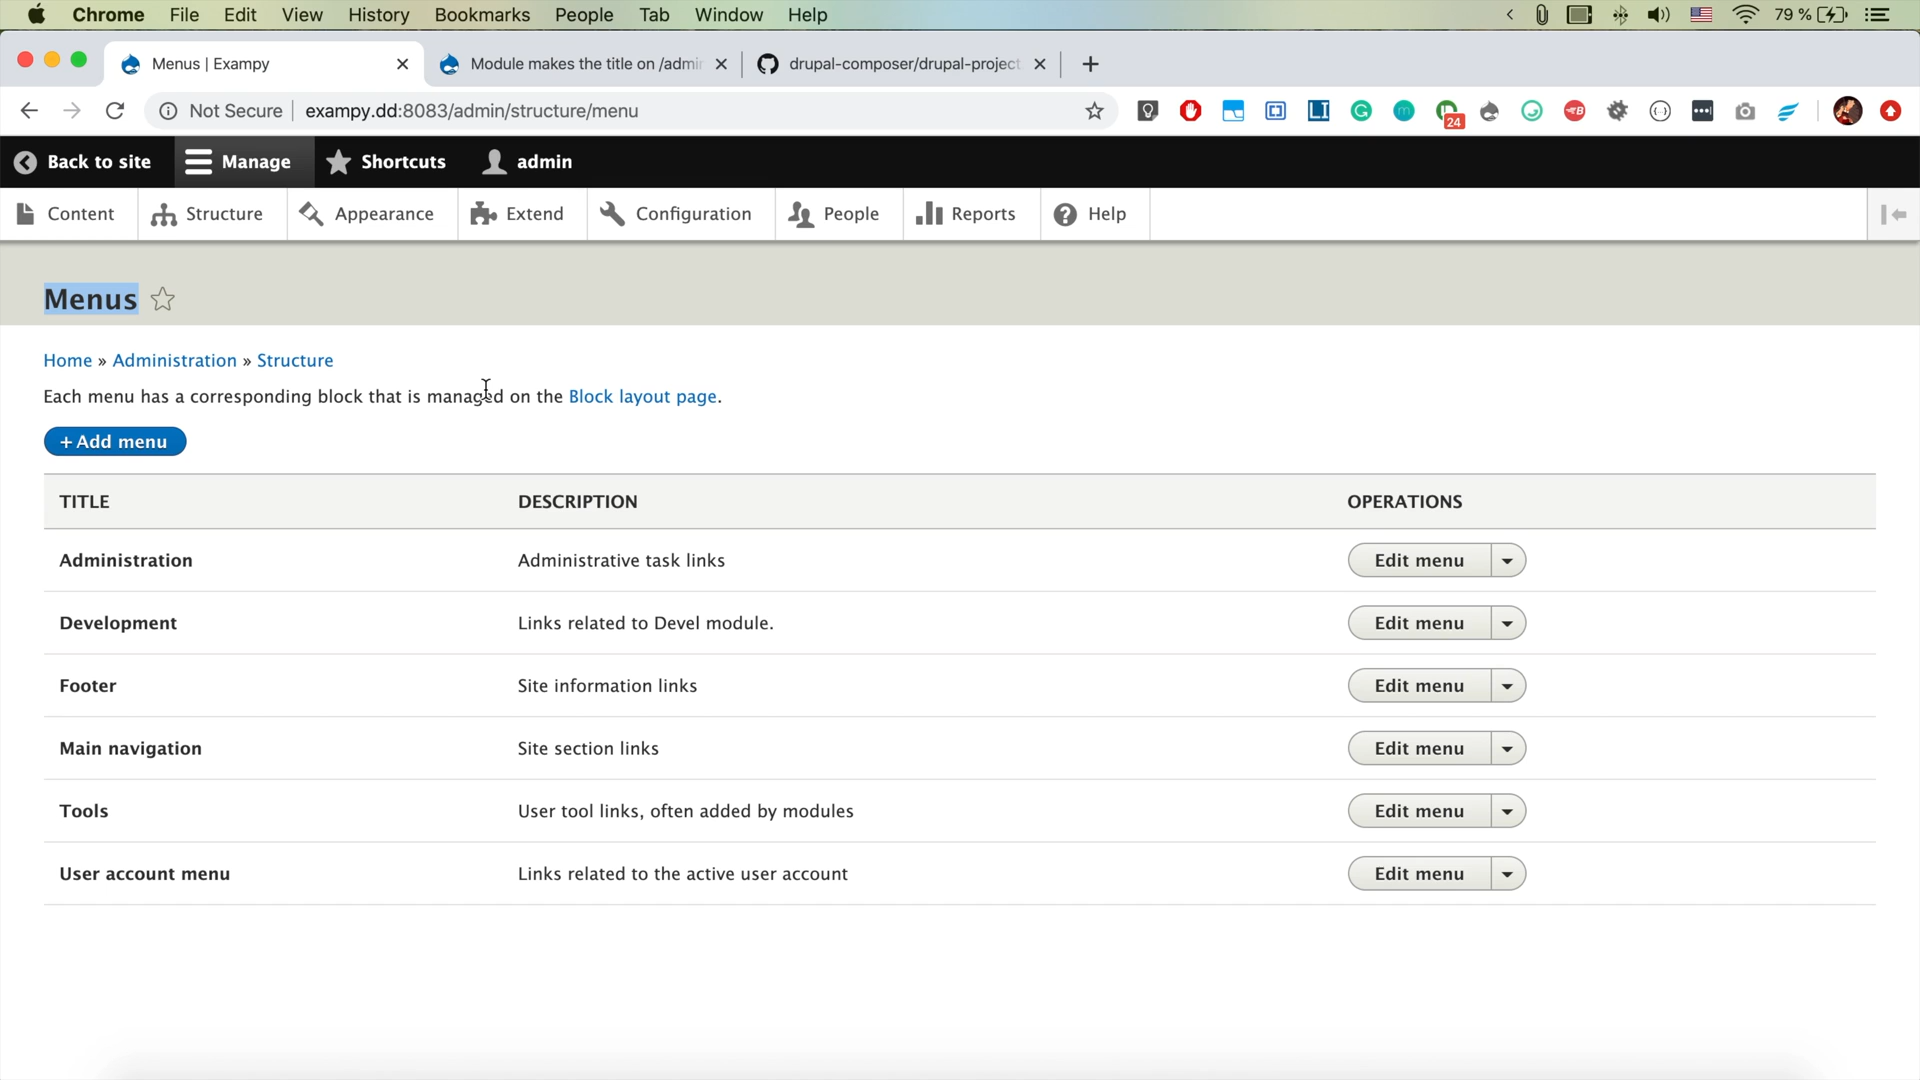 Chrome File Edit View History Bookmarks People Tab Window Help 79 %
Menus | Exampy Module makes the title on /admi drupal-composer/drupal-project
Not Secure exampy.dd:8083/admin/structure/menu 24
Back to site Manage Shortcuts admin
Content Structure Appearance Extend Configuration People Reports Help
Menus
Home » Administration » Structure
Each menu has a corresponding block that is managed on the Block layout page.
+ Add menu
TITLE DESCRIPTION OPERATIONS
Administration Administrative task links Edit menu
Development Links related to Devel module. Edit menu
Footer Site information links Edit menu
Main navigation Site section links Edit menu
Tools User tool links, often added by modules Edit menu
User account menu Links related to the active user account Edit menu